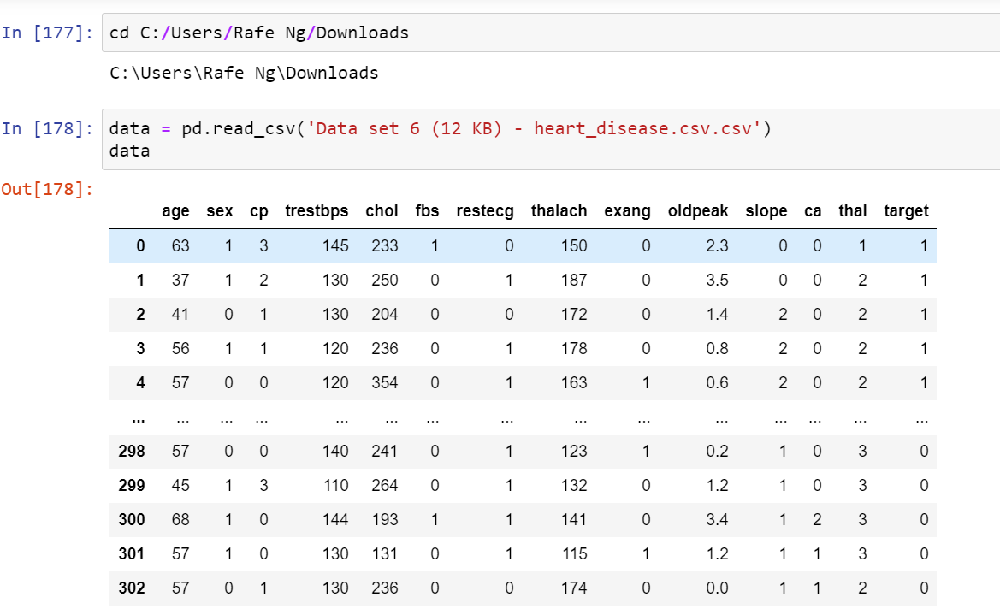 In [177]: cd C:/Users/Rafe Ng/Downloads
C:\Users\Rafe Ng\Downloads
In [178]: data = pd.read_csv('Data set 6 (12 KB) - heart_disease.csv.csv')
data
Out[178]:
age sex cp trestbps chol fbs restecg thalach exang oldpeak slope ca thal target
0 63 1 3 145 233 1 0 150 0 2.3 0 0 1 1
1 37 1 2 130 250 0 1 187 0 3.5 0 0 2 1
2 41 0 1 130 204 0 0 172 0 1.4 2 0 2 1
3 56 1 1 120 236 0 1 178 0 0.8 2 0 2 1
4 57 0 0 120 354 0 1 163 1 0.6 2 0 2 1
... ... ... ... ... ... ... ... ... ... ... ... ... ... ...
298 57 0 0 140 241 0 1 123 1 0.2 1 0 3 0
299 45 1 3 110 264 0 1 132 0 1.2 1 0 3 0
300 68 1 0 144 193 1 1 141 0 3.4 1 2 3 0
301 57 1 0 130 131 0 1 115 1 1.2 1 1 3 0
302 57 0 1 130 236 0 0 174 0 0.0 1 1 2 0